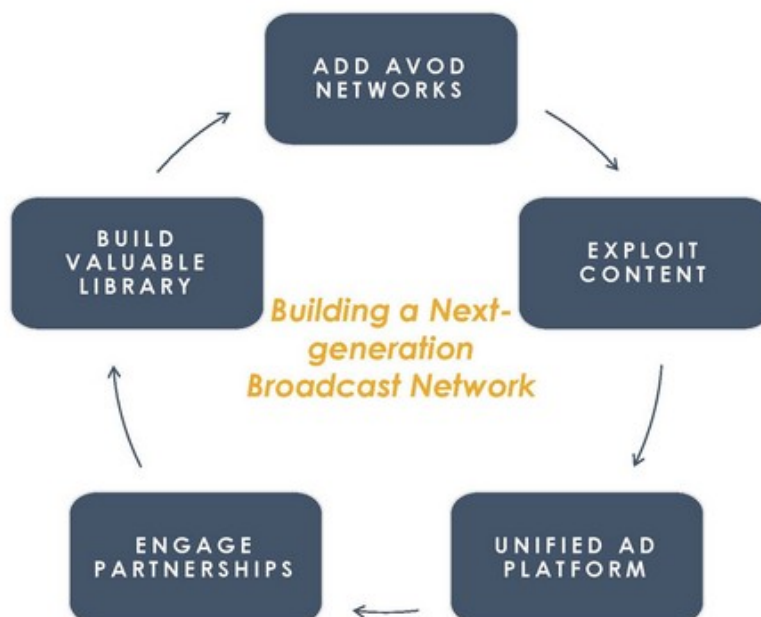 ADD AVOD
NETWORKS
EXPLOIT
CONTENT
UNIFIED AD
PLATFORM
ENGAGE
PARTNERSHIPS
BUILD
VALUABLE
LIBRARY
Building a Next-
generation
Broadcast Network